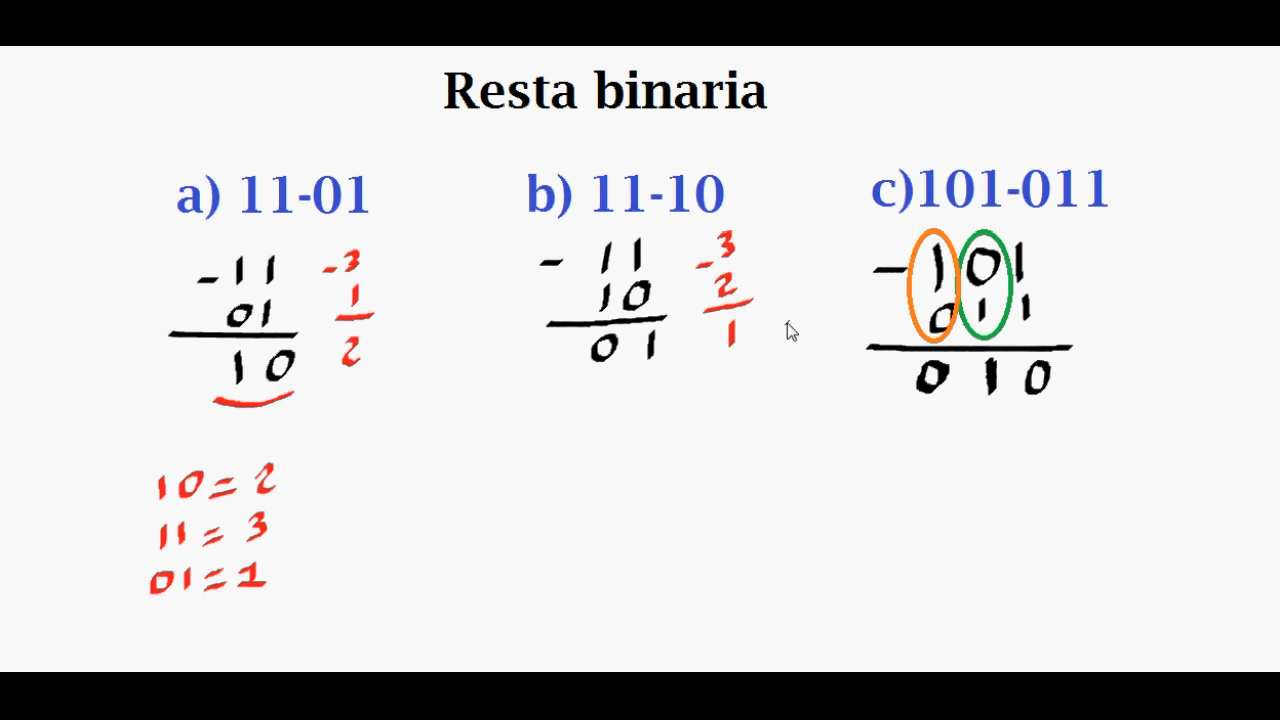 Resta binaria
a) 11-01
b) 11-10
c)101-011
- 11
01
10
- 3
1
2
- 11
10
01
- 3
2
1
- 101
011
010
10 = 2
11 = 3
01 = 1